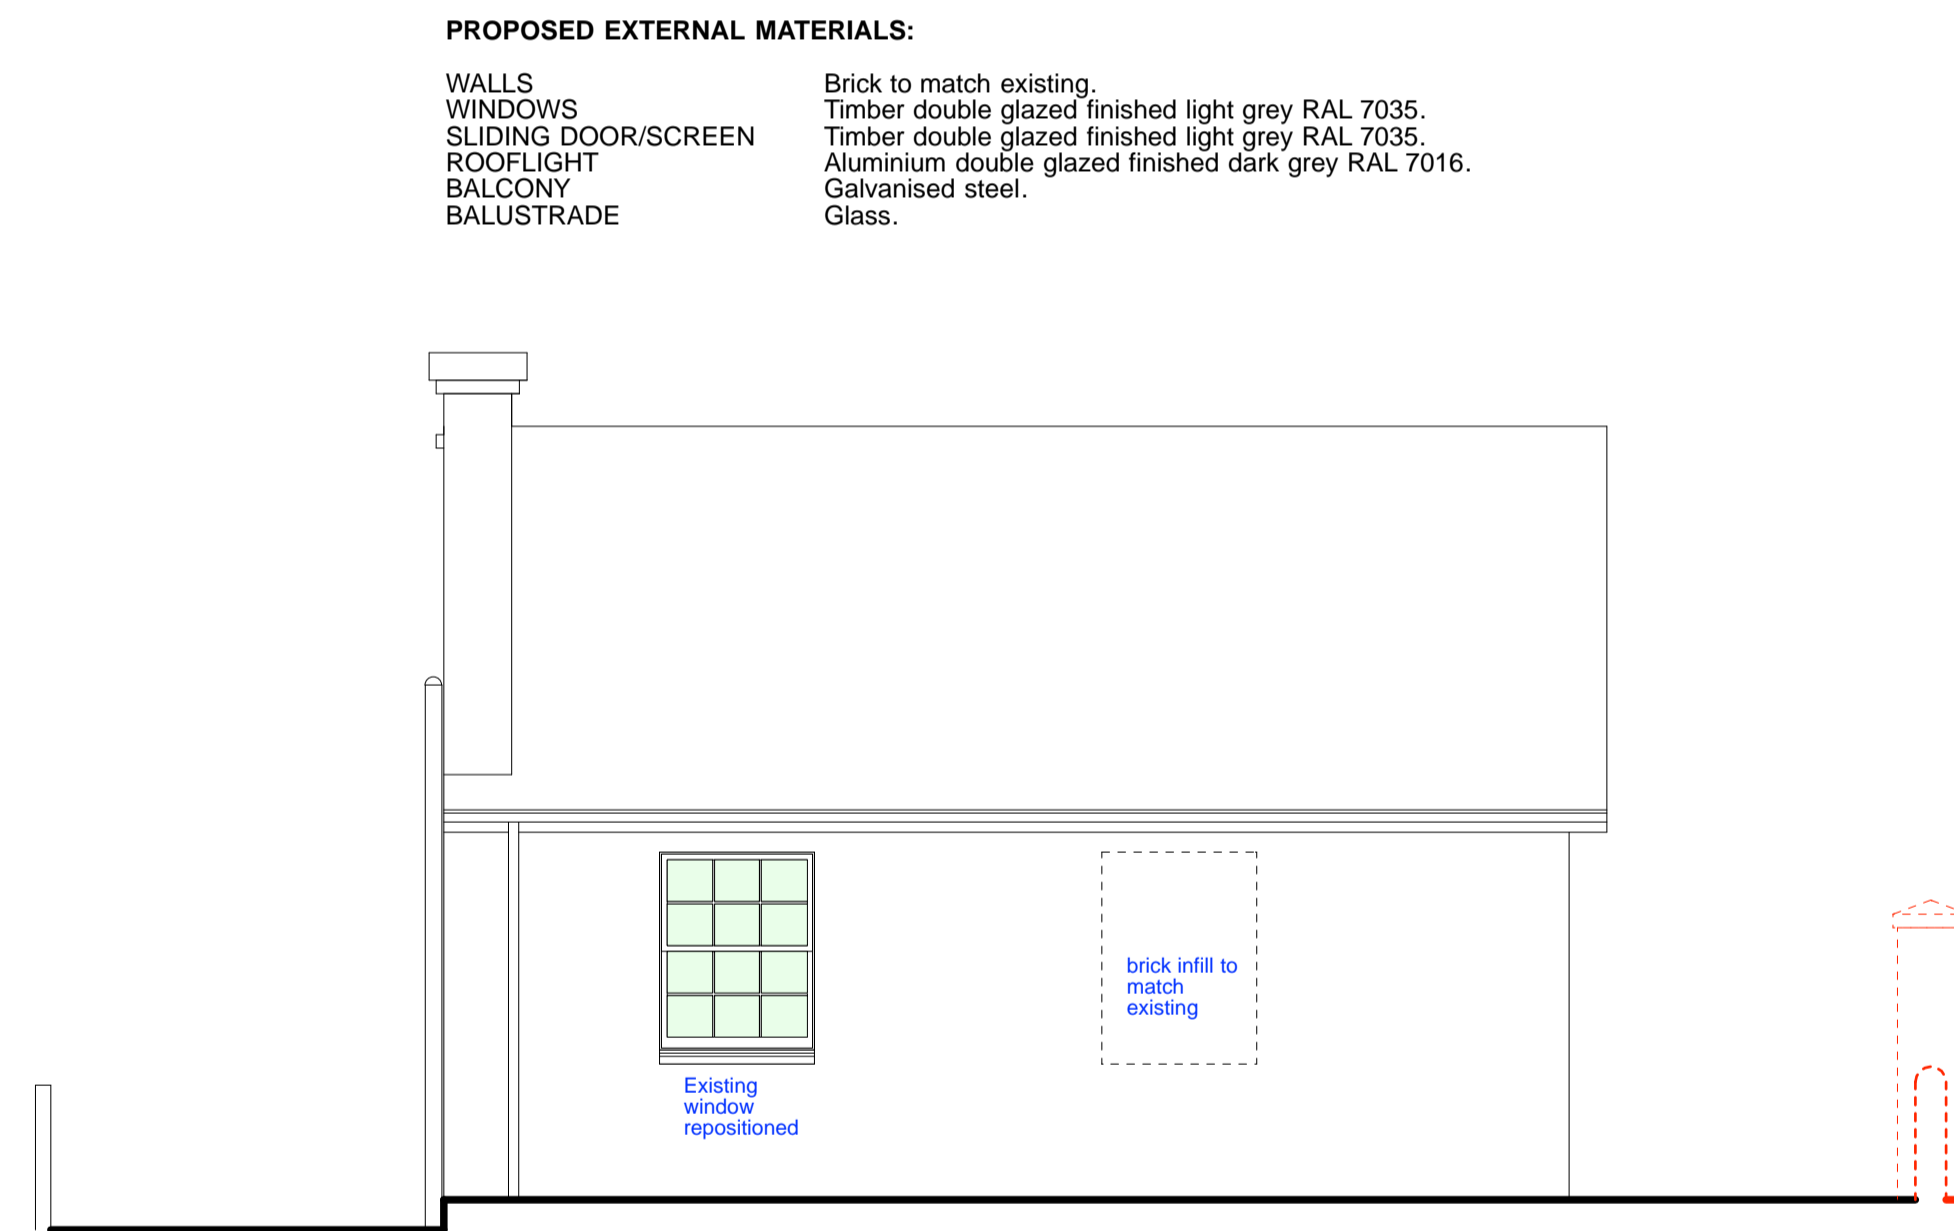 PROPOSED EXTERNAL MATERIALS:
WALLS Brick to match existing.
WINDOWS Timber double glazed finished light grey RAL 7035.
SLIDING DOOR/SCREEN Timber double glazed finished light grey RAL 7035.
ROOFLIGHT Aluminium double glazed finished dark grey RAL 7016.
BALCONY Galvanised steel.
BALUSTRADE Glass.
brick infill to
match
existing
Existing
window
repositioned